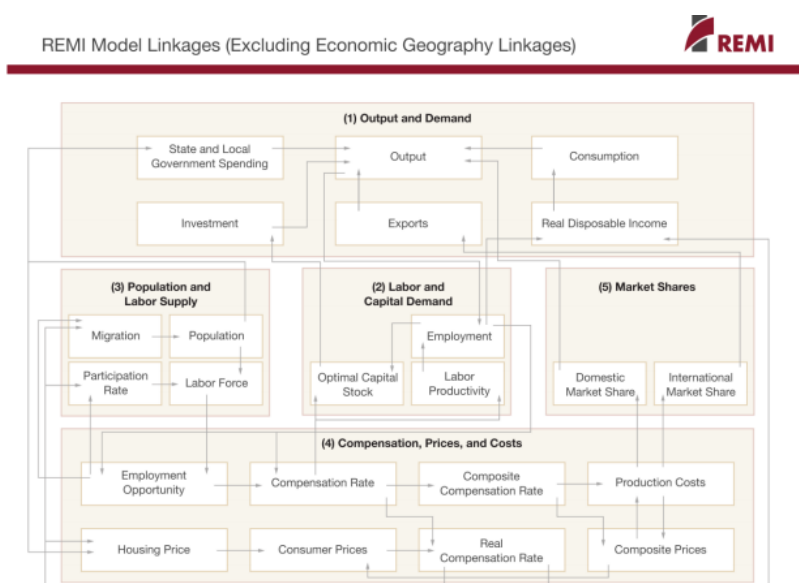 REMI Model Linkages (Excluding Economic Geography Linkages)
REMI
(1) Output and Demand
State and Local
Government Spending
Output
Consumption
Investment
Exports
Real Disposable Income
(3) Population and
Labor Supply
Migration
Population
Participation
Rate
Labor Force
(2) Labor and
Capital Demand
Employment
Optimal Capital
Stock
Labor
Productivity
(5) Market Shares
Domestic
Market Share
International
Market Share
(4) Compensation, Prices, and Costs
Employment
Opportunity
Compensation Rate
Composite
Compensation Rate
Production Costs
Housing Price
Consumer Prices
Real
Compensation Rate
Composite Prices